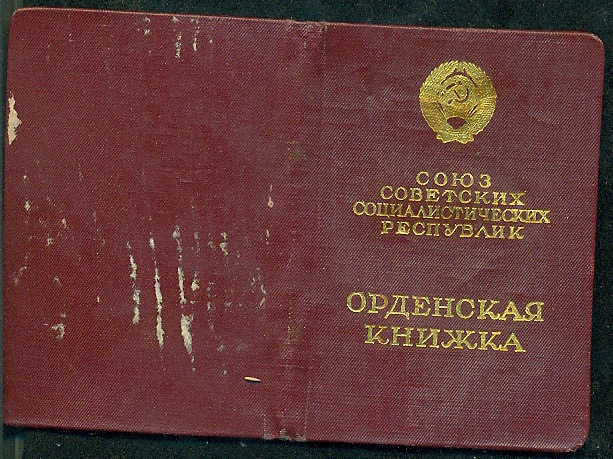 СОЮЗ
СОВЕТСКИХ
СОЦИАЛИСТИЧЕСКИХ
РЕСПУБЛИК
ОРДЕНСКАЯ
КНИЖКА